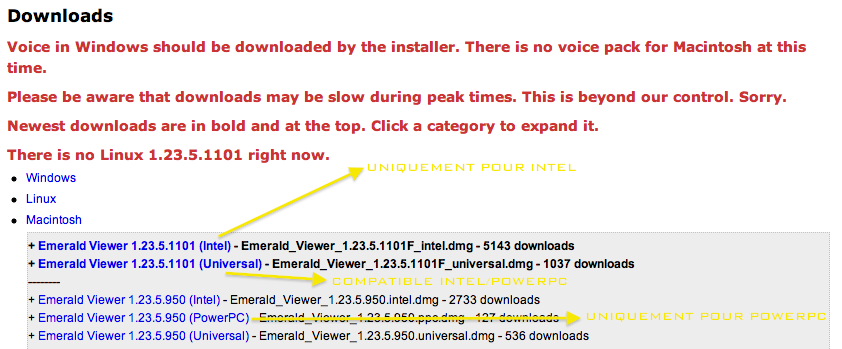 Downloads
Voice in Windows should be downloaded by the installer. There is no voice pack for Macintosh at this
time.
Please be aware that downloads may be slow during peak times. This is beyond our control. Sorry.
Newest downloads are in bold and at the top. Click a category to expand it.
There is no Linux 1.23.5.1101 right now.
UNIQUEMENT POUR INTEL
• Windows
• Linux
• Macintosh
+ Emerald Viewer 1.23.5.1101 (Intel) - Emerald_Viewer_1.23.5.1101F_intel.dmg - 5143 downloads
+ Emerald Viewer 1.23.5.1101 (Universal) - Emerald_Viewer_1.23.5.1101F_universal.dmg - 1037 downloads
--------
COMPATIBLE INTEL/POWERPC
+ Emerald Viewer 1.23.5.950 (Intel) - Emerald_Viewer_1.23.5.950.intel.dmg - 2733 downloads
+ Emerald Viewer 1.23.5.950 (PowerPC) - Emerald_Viewer_1.23.5.950.ppc.dmg - 127 downloads
UNIQUEMENT POUR POWERPC
+ Emerald Viewer 1.23.5.950 (Universal) - Emerald_Viewer_1.23.5.950.universal.dmg - 536 downloads